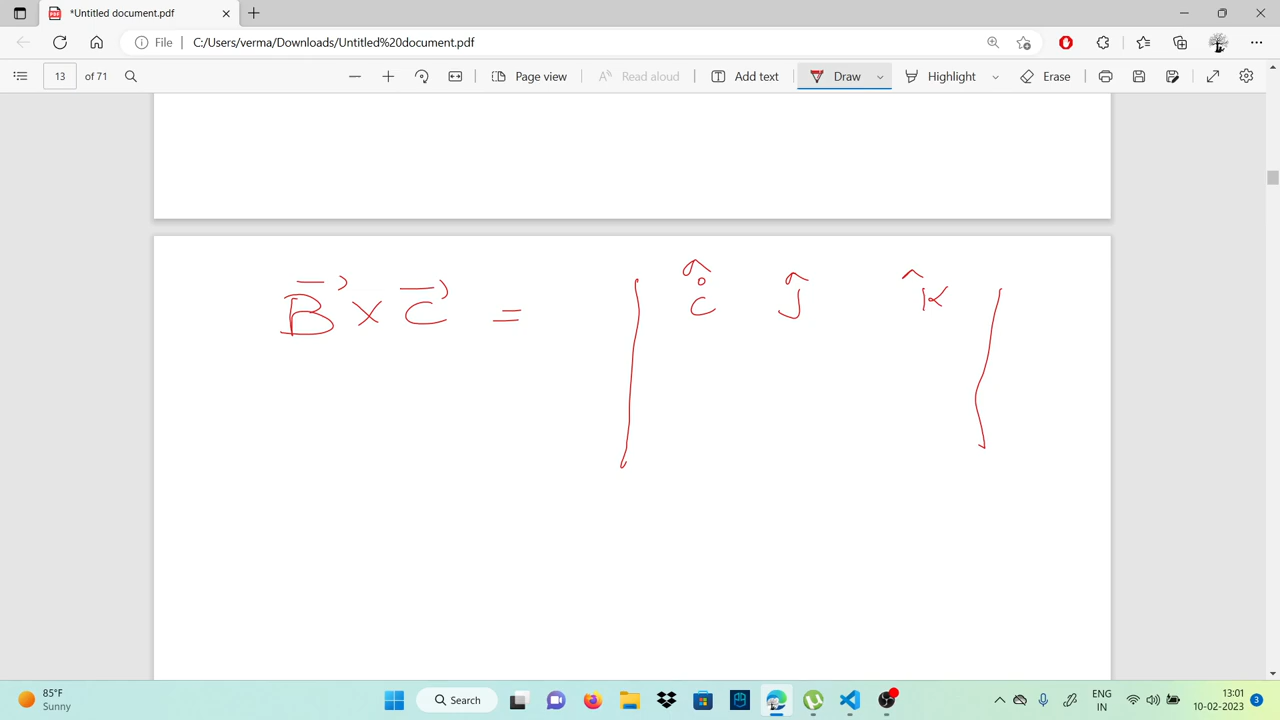 *Untitled document.pdf
File C:/Users/verma/Downloads/Untitled%20document.pdf
13 of 71 Page view Read aloud Add text Draw Highlight Erase
î ĵ k̂
B⃗ × C⃗ =
85°F
Sunny
Search
ENG
IN
13:01
10-02-2023
3